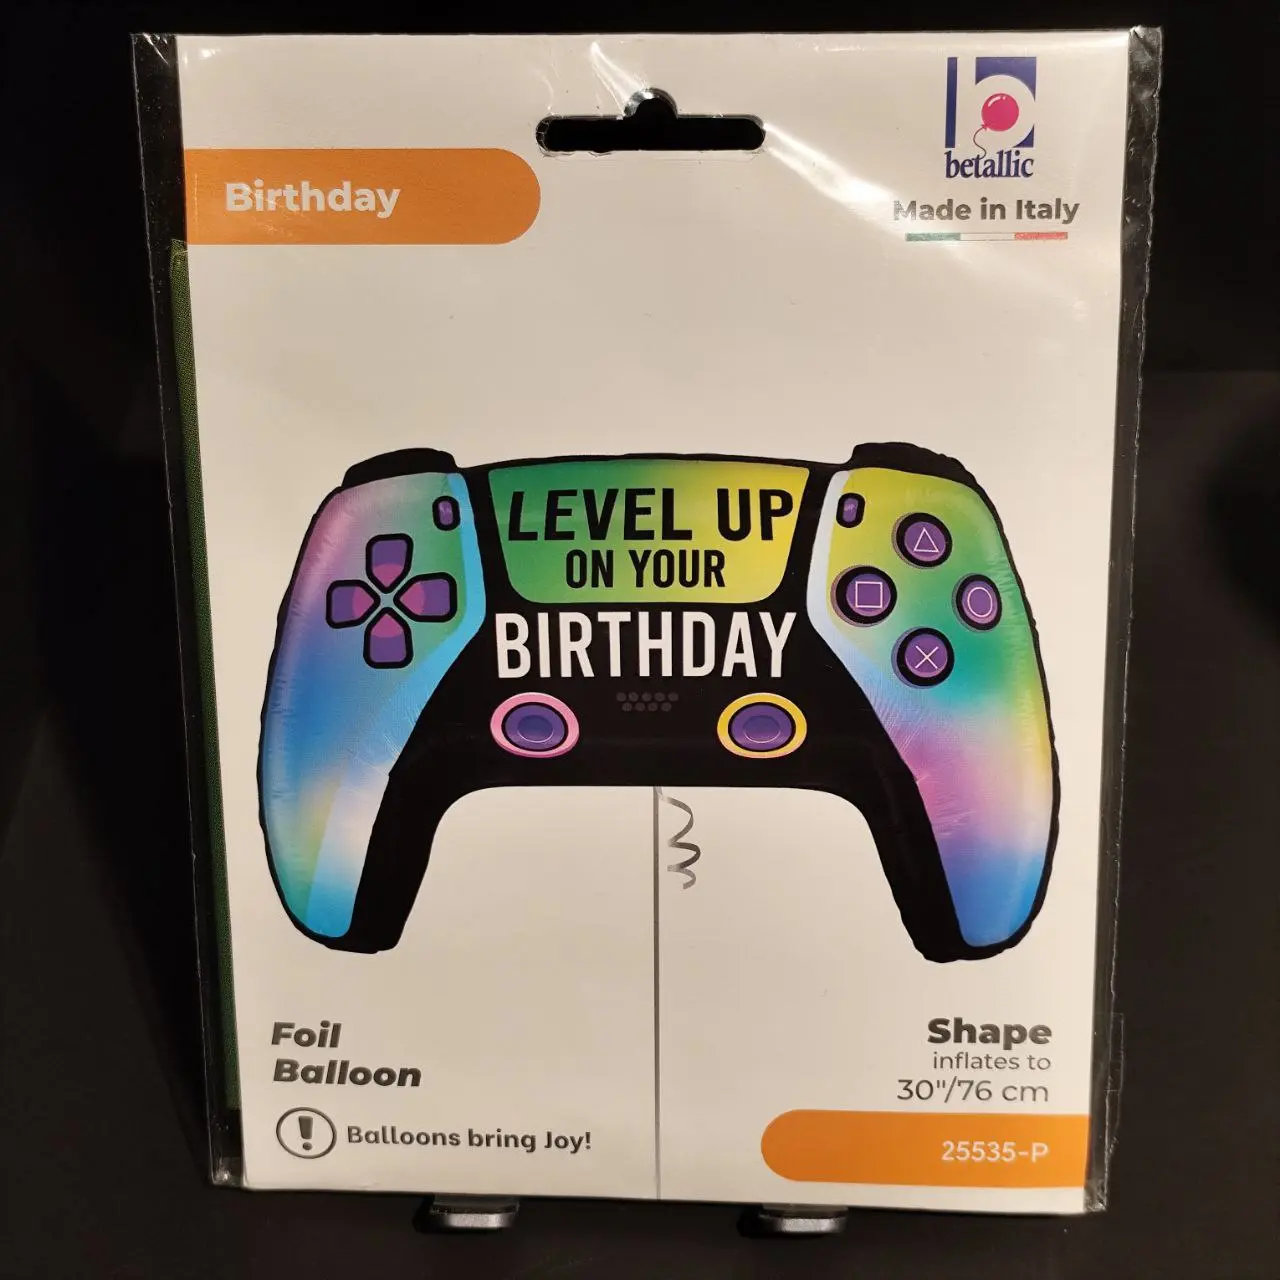 betallic
Made in Italy
Birthday
LEVEL UP
ON YOUR
BIRTHDAY
Foil
Balloon
Balloons bring Joy!
Shape
inflates to
30"/76 cm
25535-P